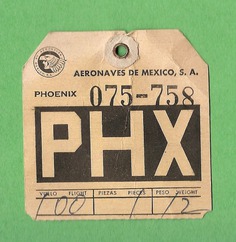 AERONAVES DE MEXICO, S. A.
PHOENIX 075-758
PHX
VUELO FLIGHT PIEZAS PIECES PESO WEIGHT
100 1 12